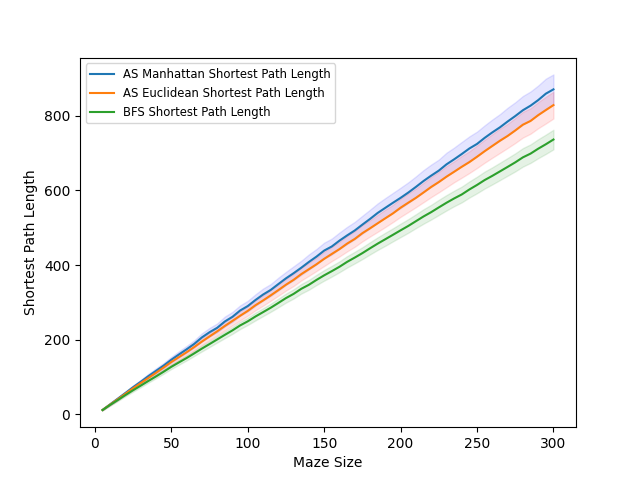 AS Manhattan Shortest Path Length
AS Euclidean Shortest Path Length
BFS Shortest Path Length
Shortest Path Length
800
600
400
200
0
0 50 100 150 200 250 300
Maze Size